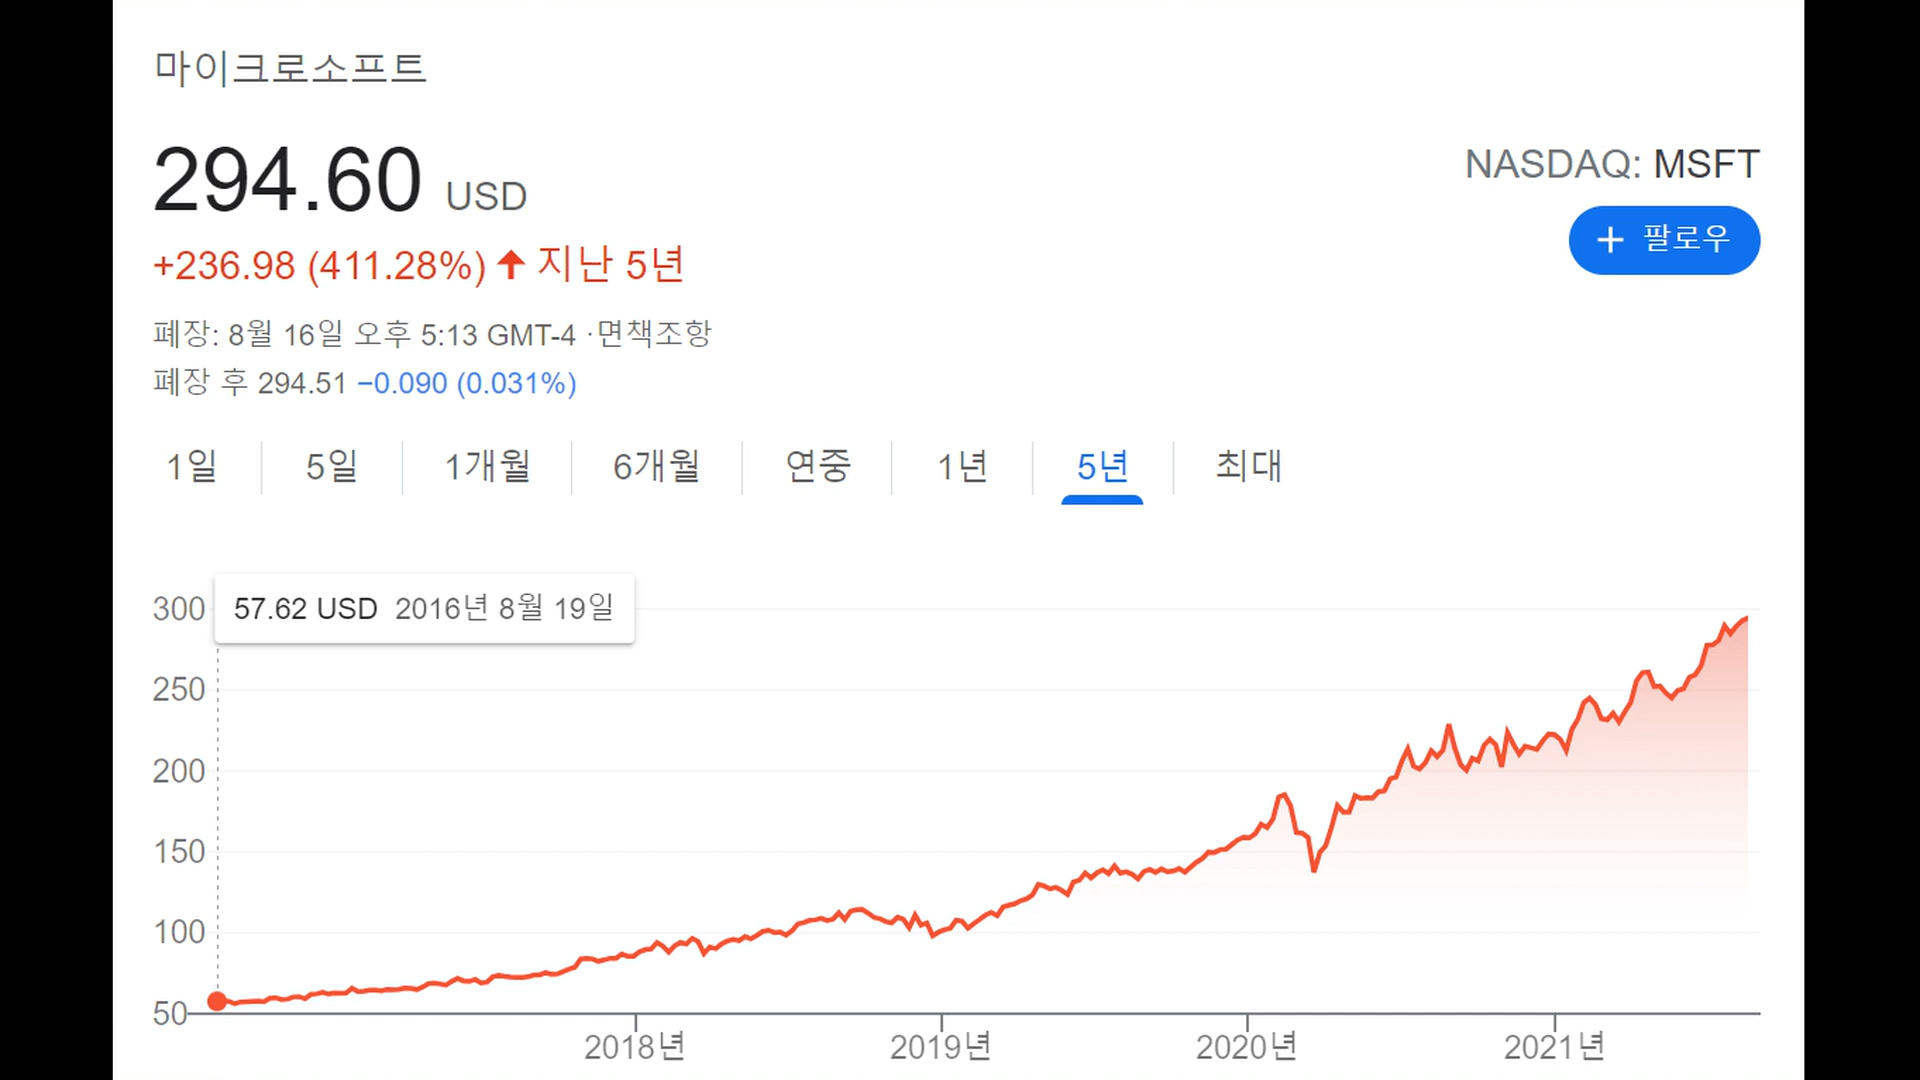 마이크로소프트
294.60 USD
NASDAQ: MSFT
+ 팔로우
+236.98 (411.28%) ↑ 지난 5년
폐장: 8월 16일 오후 5:13 GMT-4 ·면책조항
폐장 후 294.51 −0.090 (0.031%)
1일 5일 1개월 6개월 연중 1년 5년 최대
57.62 USD 2016년 8월 19일
300
250
200
150
100
50
2018년 2019년 2020년 2021년